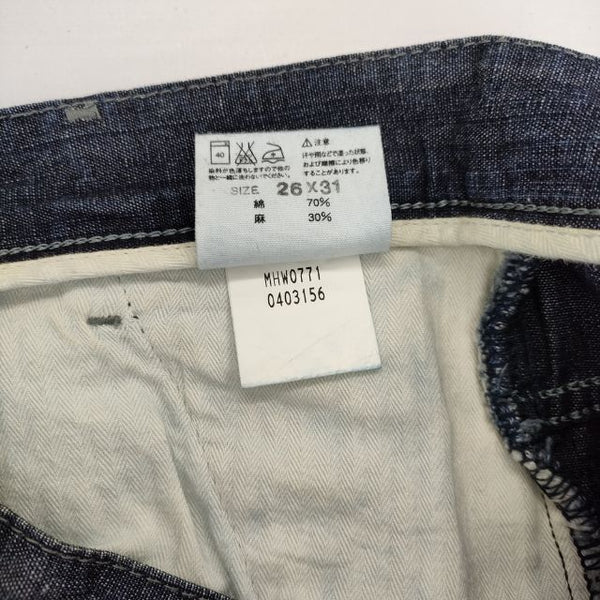 40
染料が色落ちしますので他の
物と一緒に洗わないでください。
⚠注意
汗や雨などで湿った状態、
および摩擦により色移り
することがあります。
SIZE 26×31
綿 70%
麻 30%
MHW0771
0403156